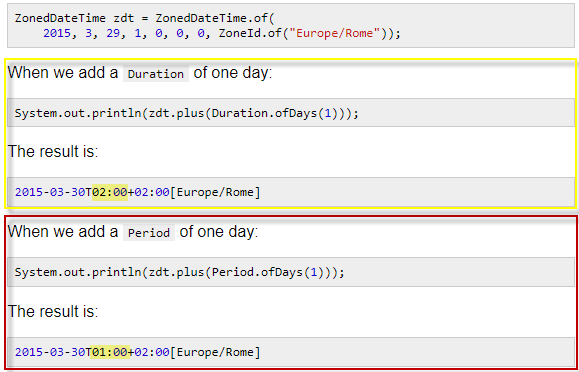 ZonedDateTime zdt = ZonedDateTime.of(
2015, 3, 29, 1, 0, 0, 0, ZoneId.of("Europe/Rome"));
When we add a Duration of one day:
System.out.println(zdt.plus(Duration.ofDays(1)));
The result is:
2015-03-30T02:00+02:00[Europe/Rome]
When we add a Period of one day:
System.out.println(zdt.plus(Period.ofDays(1)));
The result is:
2015-03-30T01:00+02:00[Europe/Rome]